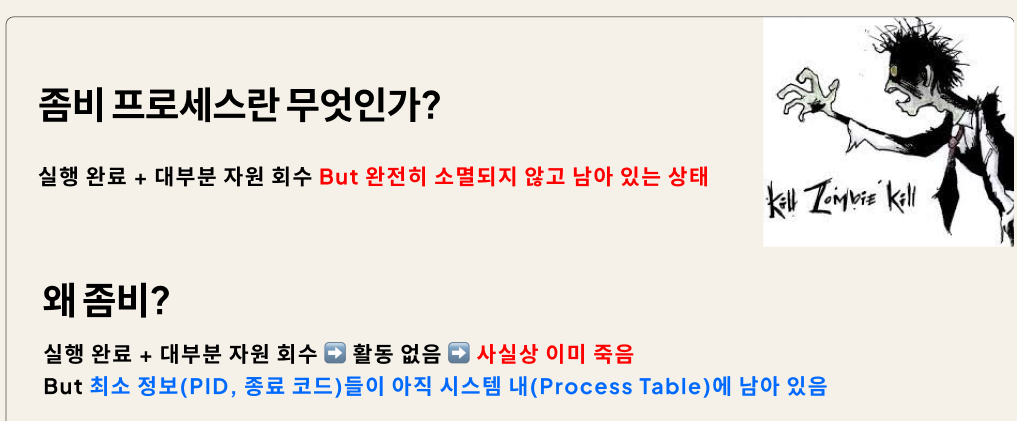 좀비 프로세스란 무엇인가?
실행 완료 + 대부분 자원 회수 But 완전히 소멸되지 않고 남아 있는 상태
Kill Zombie Kill
왜 좀비?
실행 완료 + 대부분 자원 회수 ➡️ 활동 없음 ➡️ 사실상 이미 죽음
But 최소 정보(PID, 종료 코드)들이 아직 시스템 내(Process Table)에 남아 있음